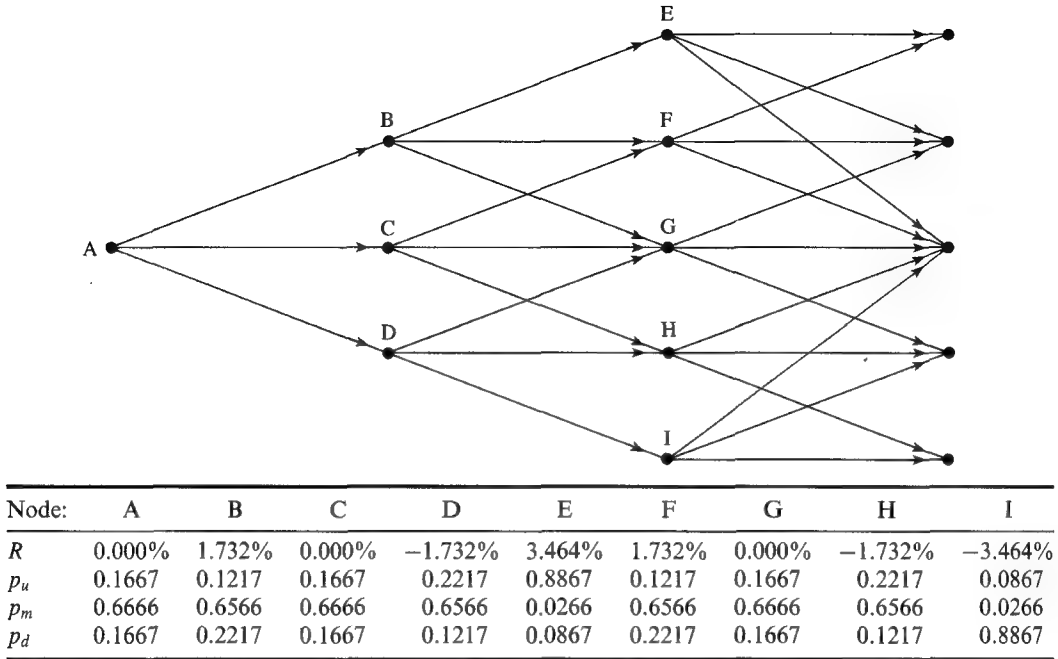 E
B
F
A
C
G
D
H
I
Node: A B C D E F G H I
R 0.000% 1.732% 0.000% −1.732% 3.464% 1.732% 0.000% −1.732% −3.464%
p_u 0.1667 0.1217 0.1667 0.2217 0.8867 0.1217 0.1667 0.2217 0.0867
p_m 0.6666 0.6566 0.6666 0.6566 0.0266 0.6566 0.6666 0.6566 0.0266
p_d 0.1667 0.2217 0.1667 0.1217 0.0867 0.2217 0.1667 0.1217 0.8867